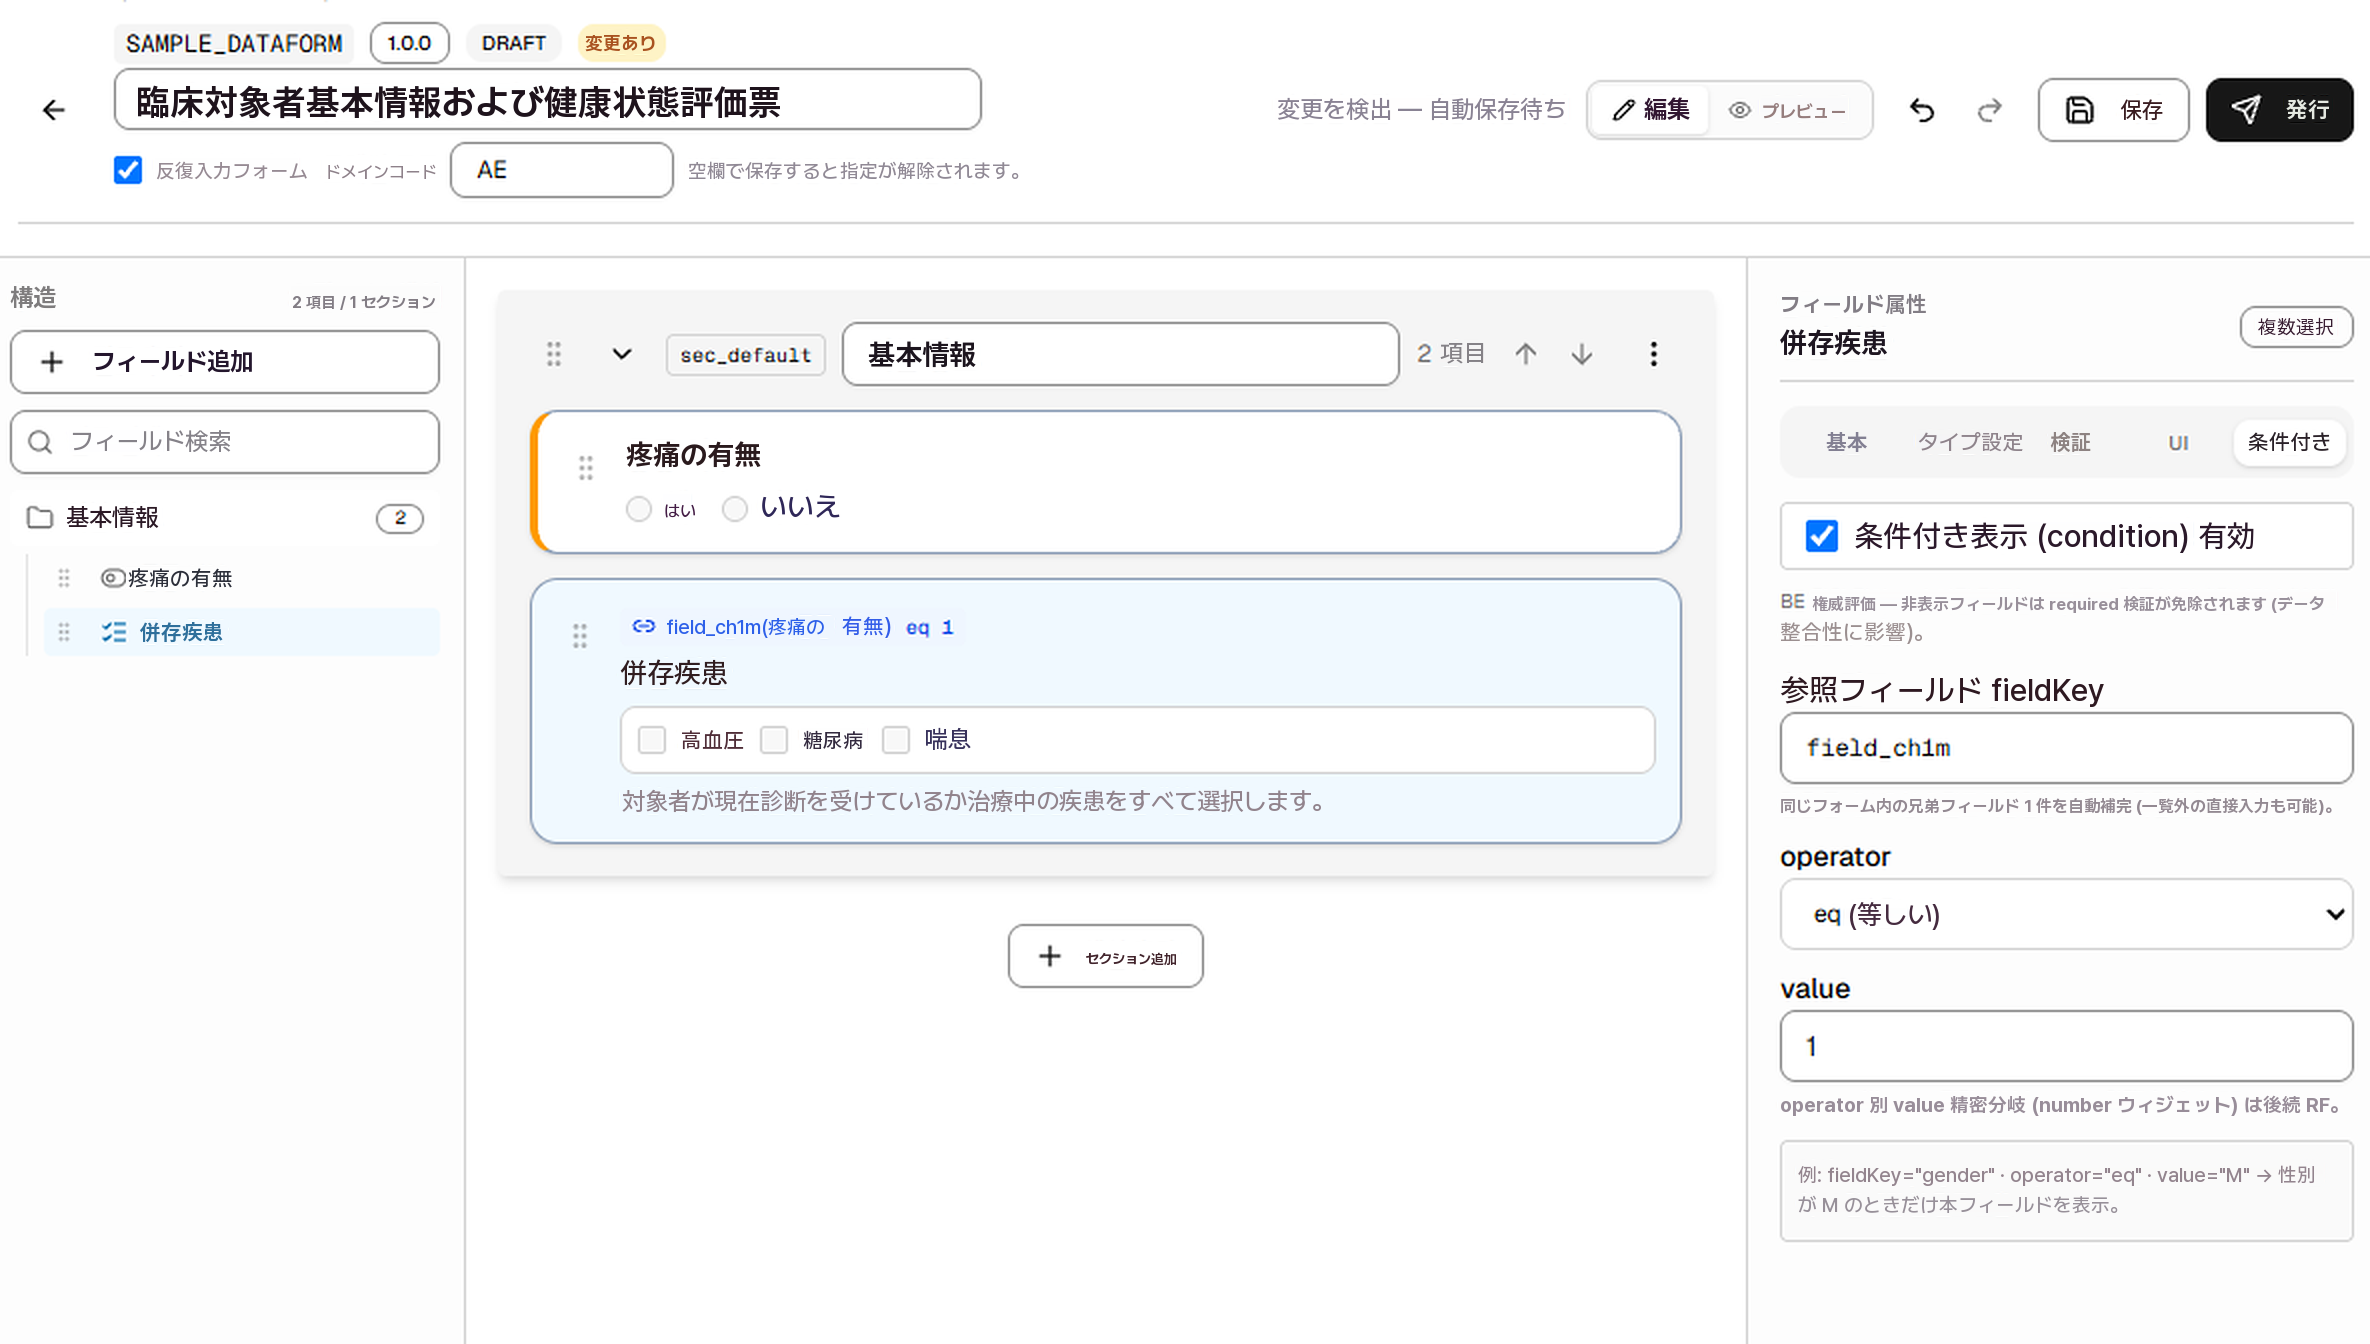 SAMPLE_DATAFORM 1.0.0 DRAFT 変更あり
臨床対象者基本情報および健康状態評価票
反復入力フォーム ドメインコード AE 空欄で保存すると指定が解除されます。
変更を検出 — 自動保存待ち 編集 プレビュー 保存 発行
構造 2 項目 / 1 セクション
フィールド追加
フィールド検索
基本情報 2
疼痛の有無
併存疾患
sec_default 基本情報 2 項目
疼痛の有無
はい いいえ
field_ch1m(疼痛の 有無) eq 1
併存疾患
高血圧 糖尿病 喘息
対象者が現在診断を受けているか治療中の疾患をすべて選択します。
セクション追加
フィールド属性
併存疾患
複数選択
基本 タイプ設定 検証 UI 条件付き
条件付き表示 (condition) 有効
BE 権威評価 — 非表示フィールドは required 検証が免除されます (データ
整合性に影響)。
参照フィールド fieldKey
field_ch1m
同じフォーム内の兄弟フィールド 1 件を自動補完 (一覧外の直接入力も可能)。
operator
eq (等しい)
value
1
operator 別 value 精密分岐 (number ウィジェット) は後続 RF。
例: fieldKey="gender" · operator="eq" · value="M" → 性別
が M のときだけ本フィールドを表示。